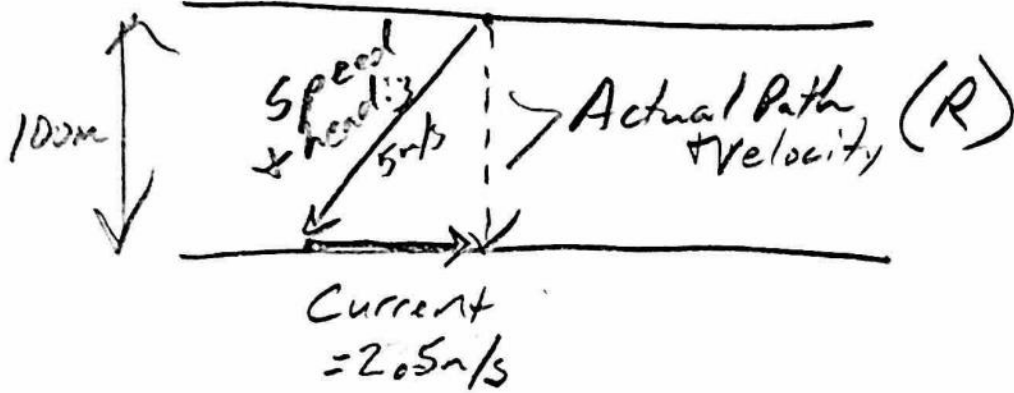 100m
Speed
+ heading
5m/s
Actual Path
+Velocity (R)
Current
=2.5m/s